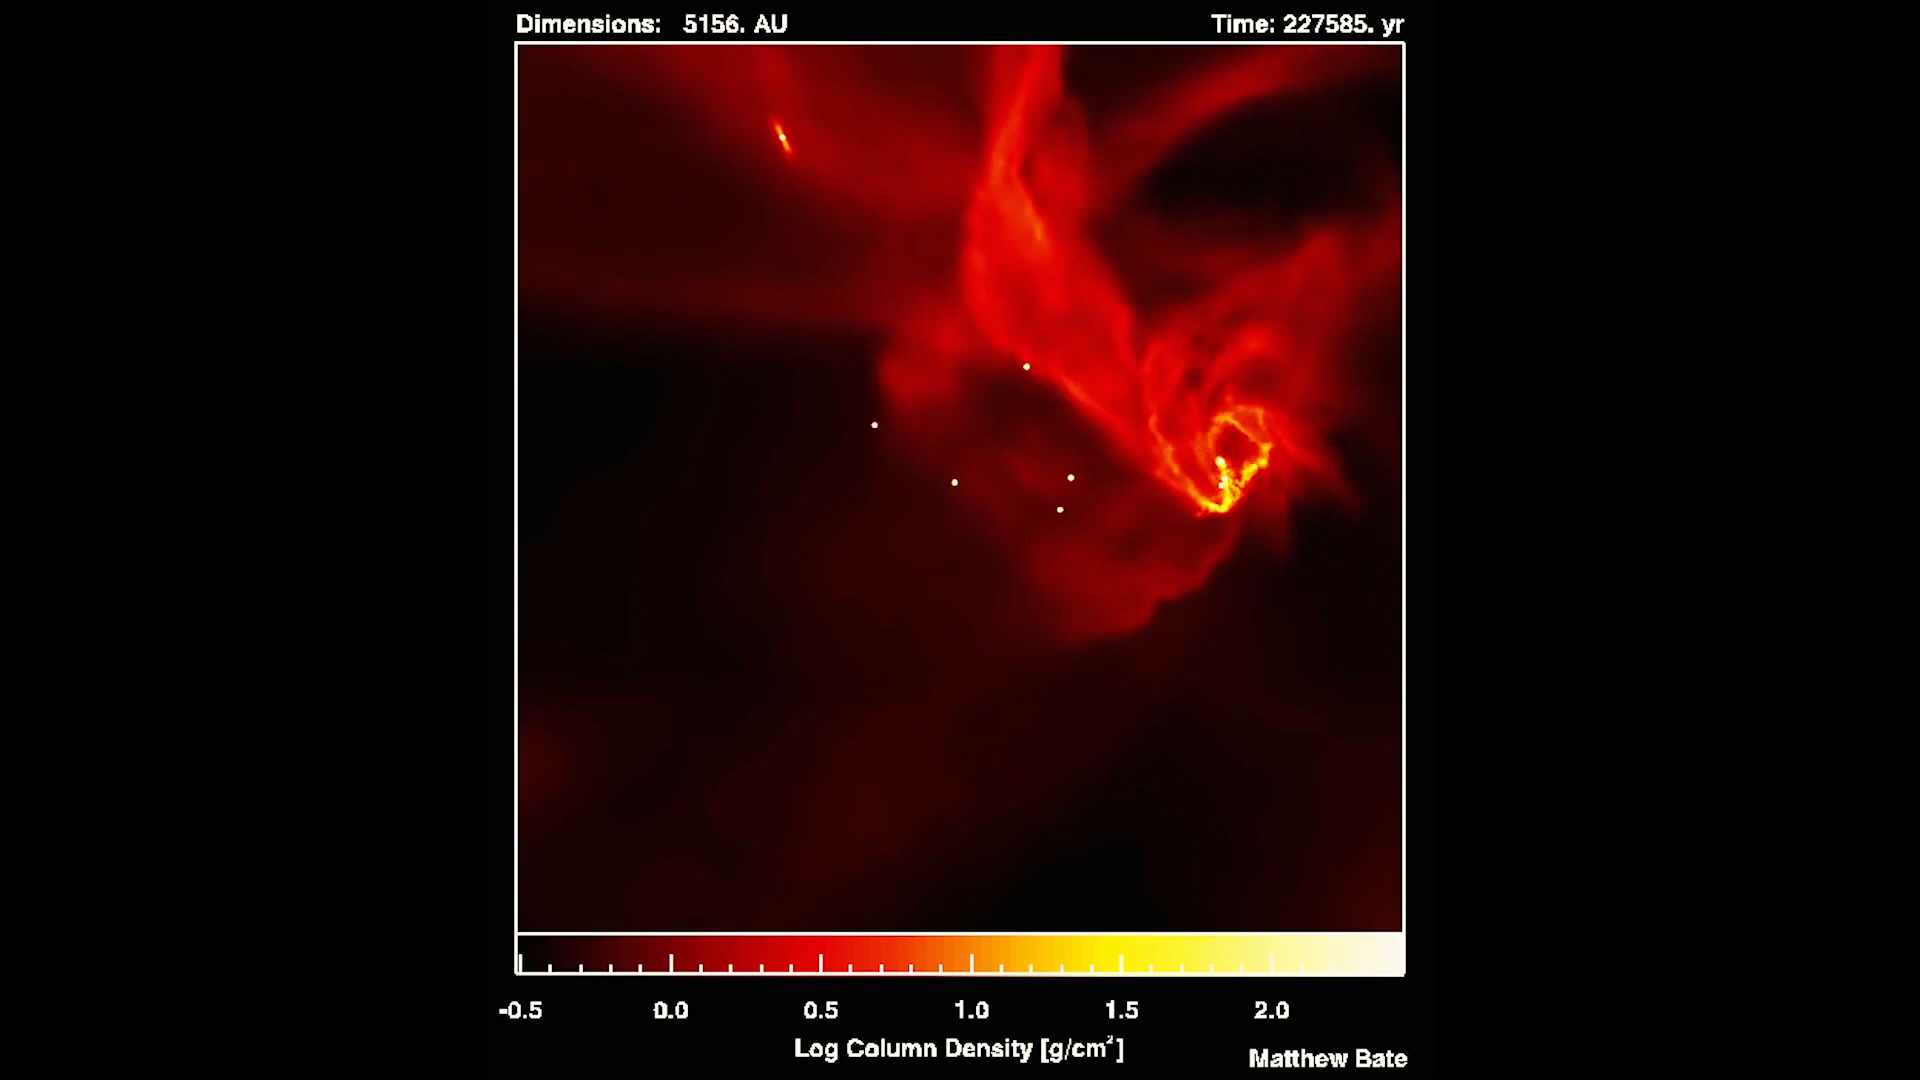 Dimensions: 5156. AU
Time: 227585. yr
-0.5 0.0 0.5 1.0 1.5 2.0
Log Column Density [g/cm²]
Matthew Bate